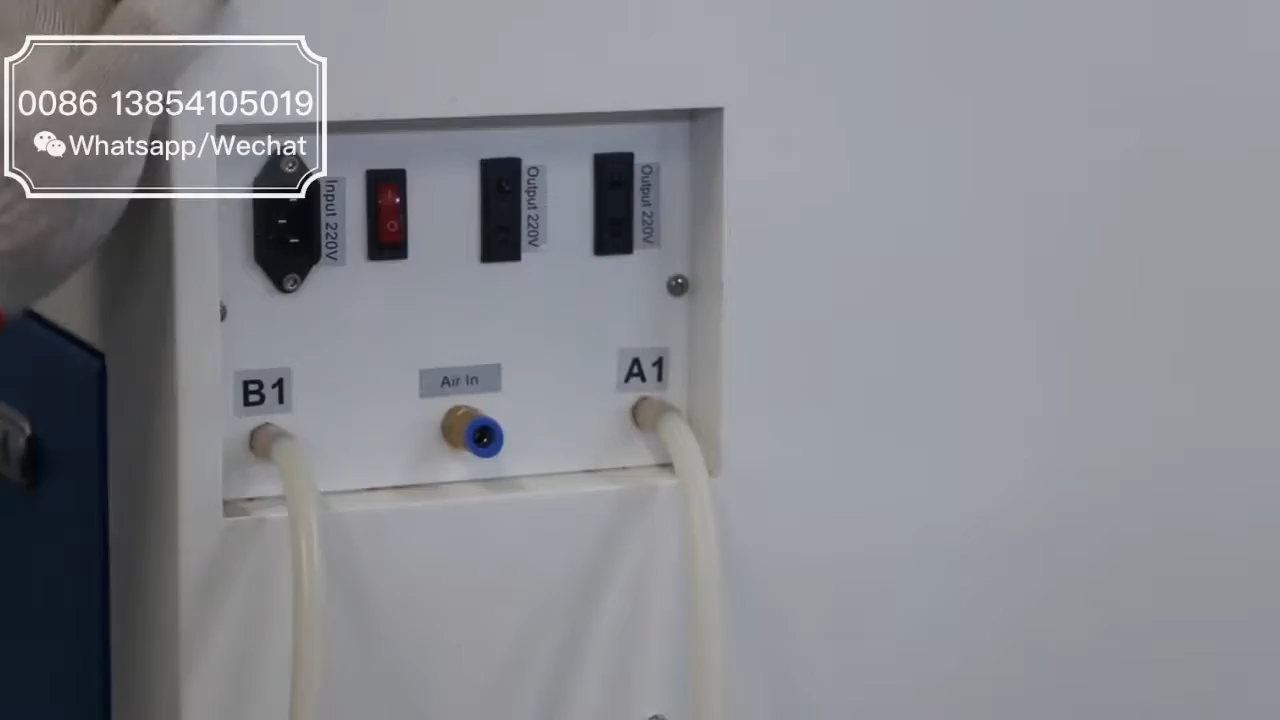 0086 13854105019
Whatsapp/Wechat
Input 220V
Output 220V
Output 220V
B1
Air In
A1